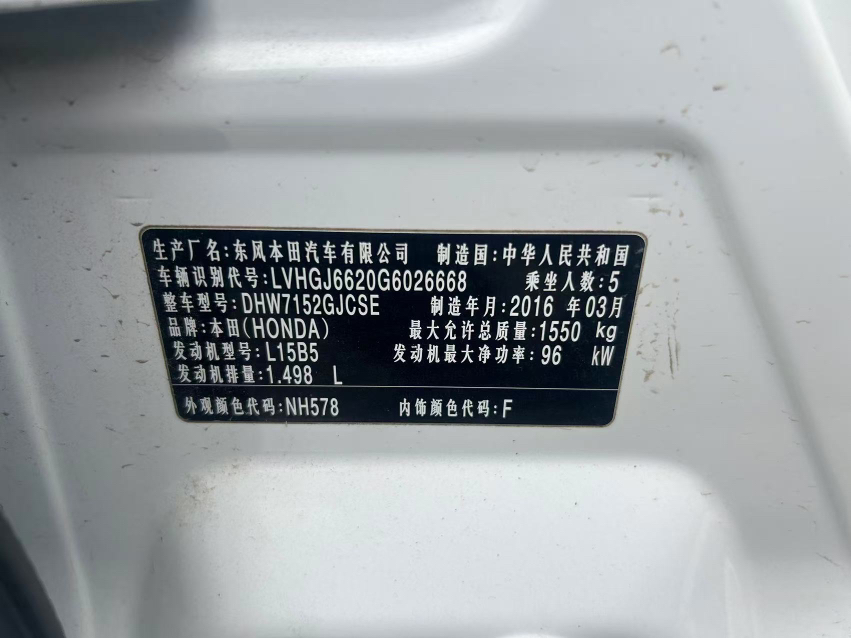 生产厂名:东风本田汽车有限公司 制造国:中华人民共和国
车辆识别代号:LVHGJ6620G6026668 乘坐人数:5
整车型号:DHW7152GJCSE 制造年月:2016 年03月
品牌:本田(HONDA) 最大允许总质量:1550 kg
发动机型号:L15B5 发动机最大净功率:96 kW
发动机排量:1.498 L
外观颜色代码:NH578 内饰颜色代码:F